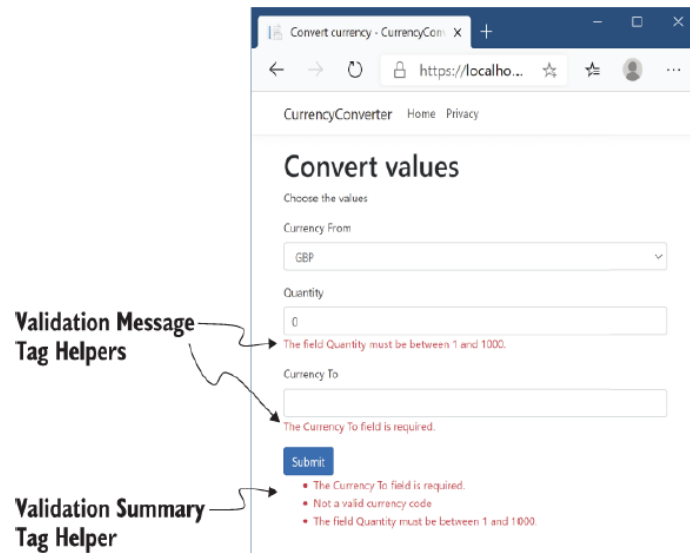 Convert currency - CurrencyCon
https://localho...
CurrencyConverter Home Privacy
Convert values
Choose the values
Currency From
GBP
Quantity
0
Validation Message
Tag Helpers
The field Quantity must be between 1 and 1000.
Currency To
The Currency To field is required.
Submit
• The Currency To field is required.
• Not a valid currency code
• The field Quantity must be between 1 and 1000.
Validation Summary
Tag Helper